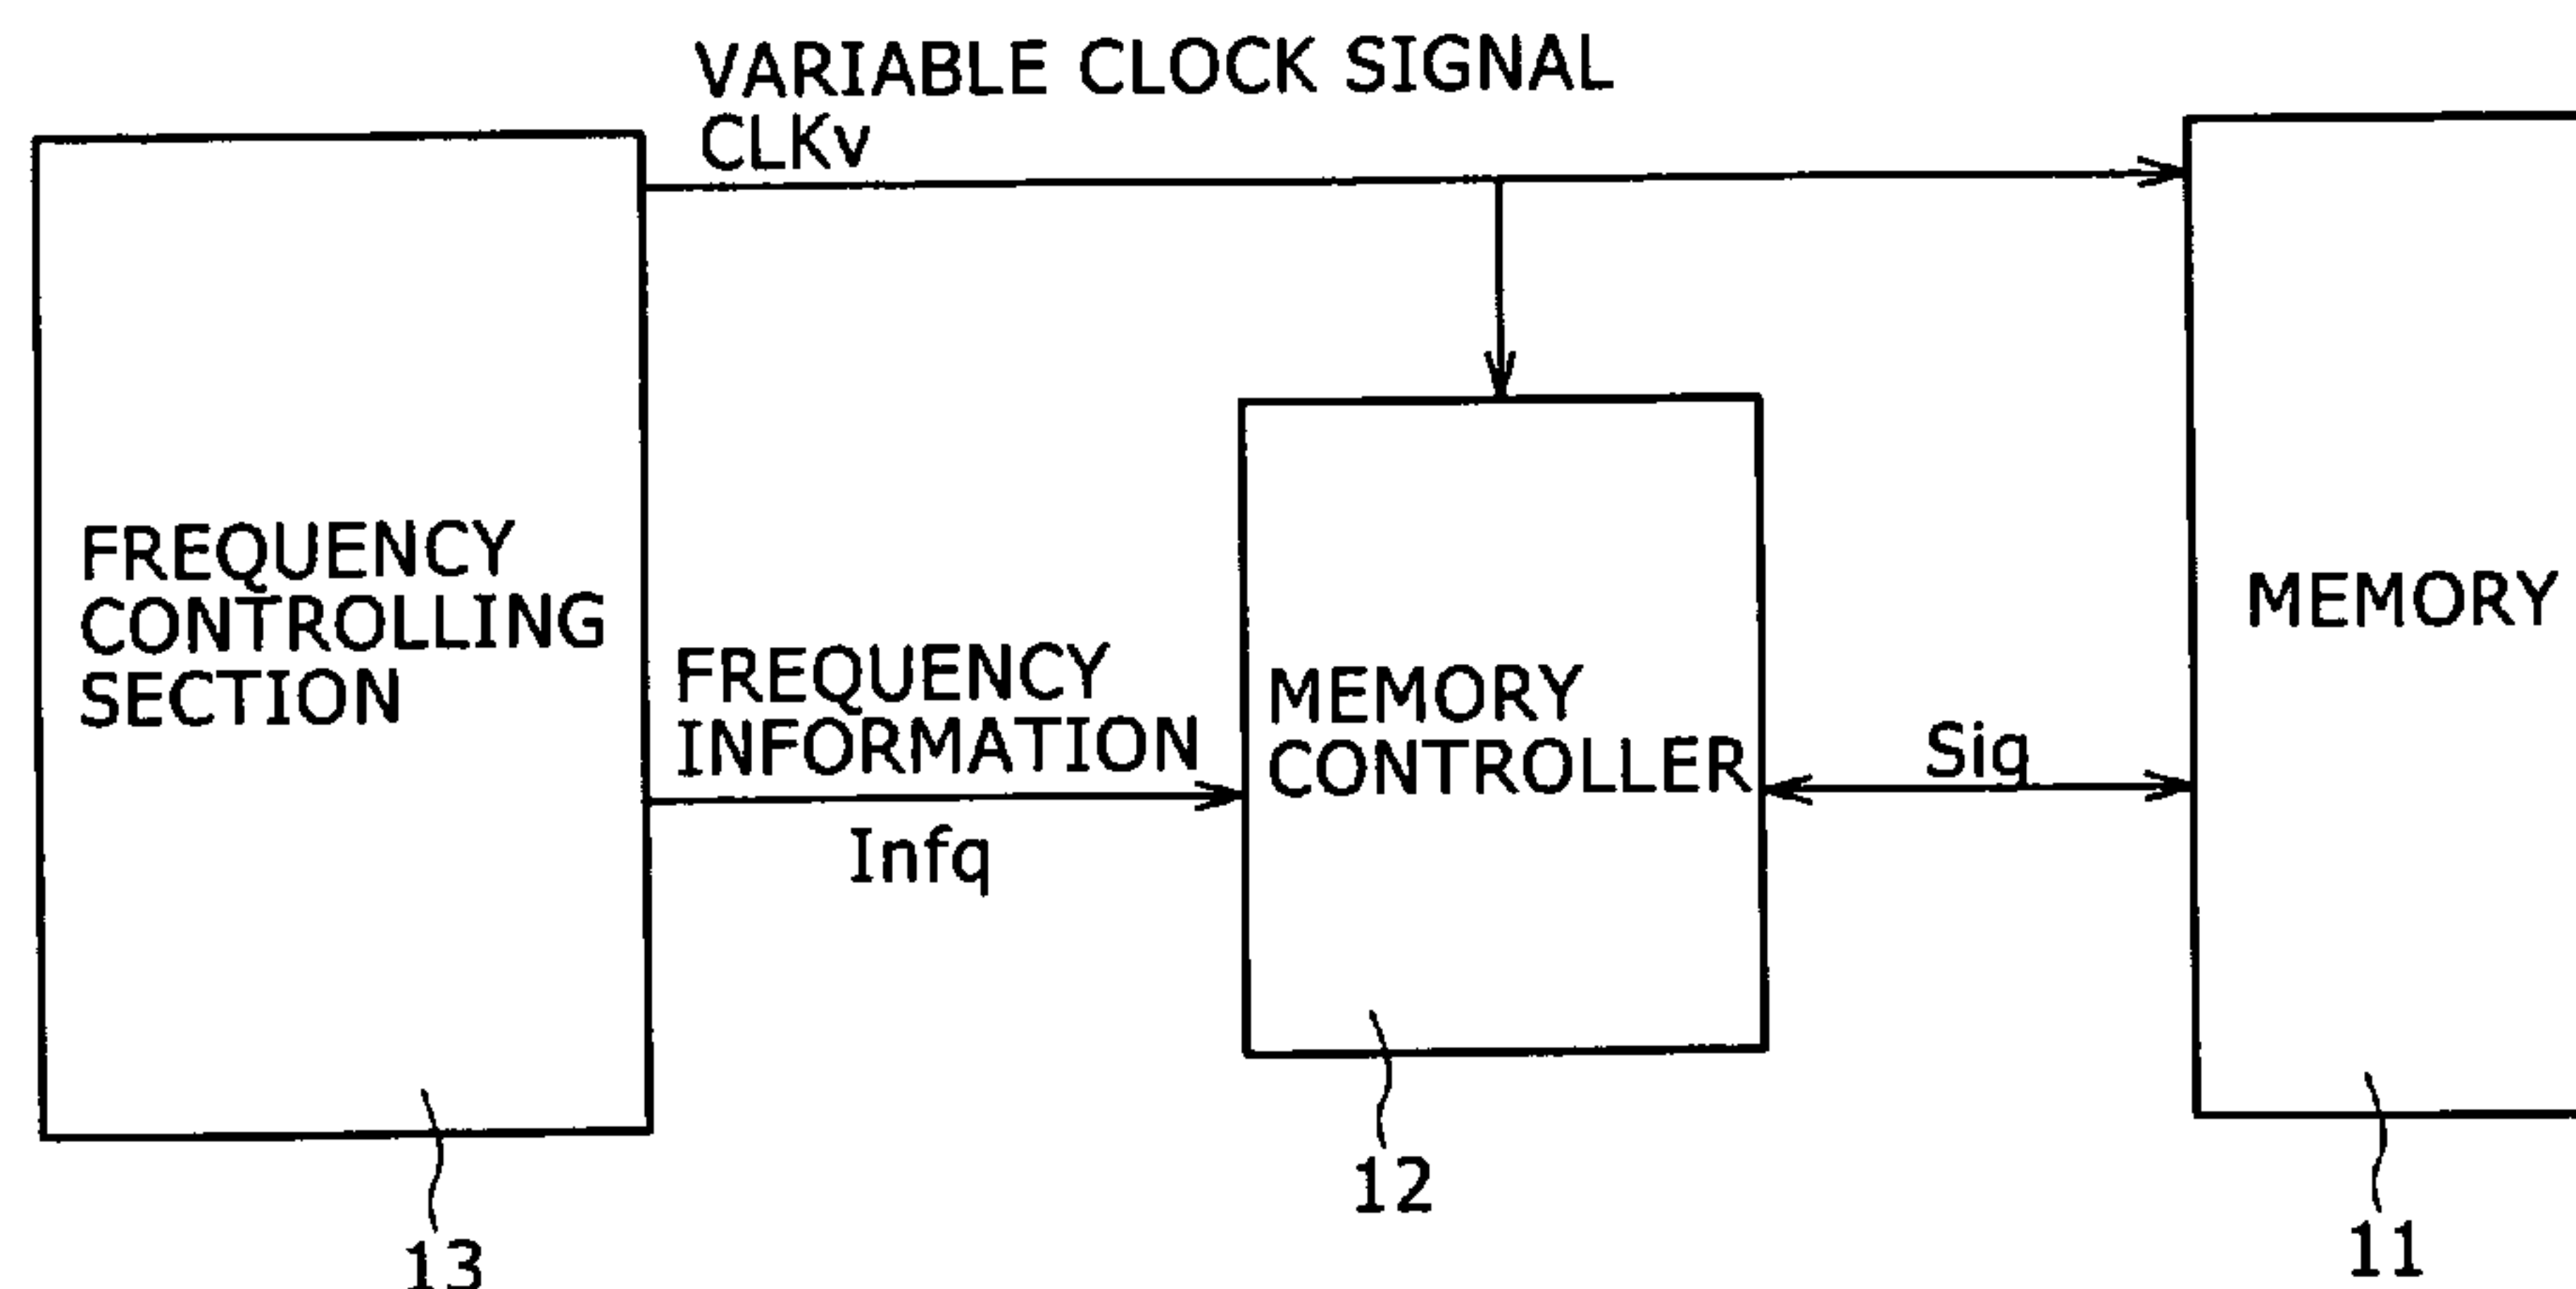 VARIABLE CLOCK SIGNAL
CLKv
FREQUENCY
CONTROLLING
SECTION
FREQUENCY
INFORMATION
Infq
MEMORY
CONTROLLER
Sig
MEMORY
13
12
11